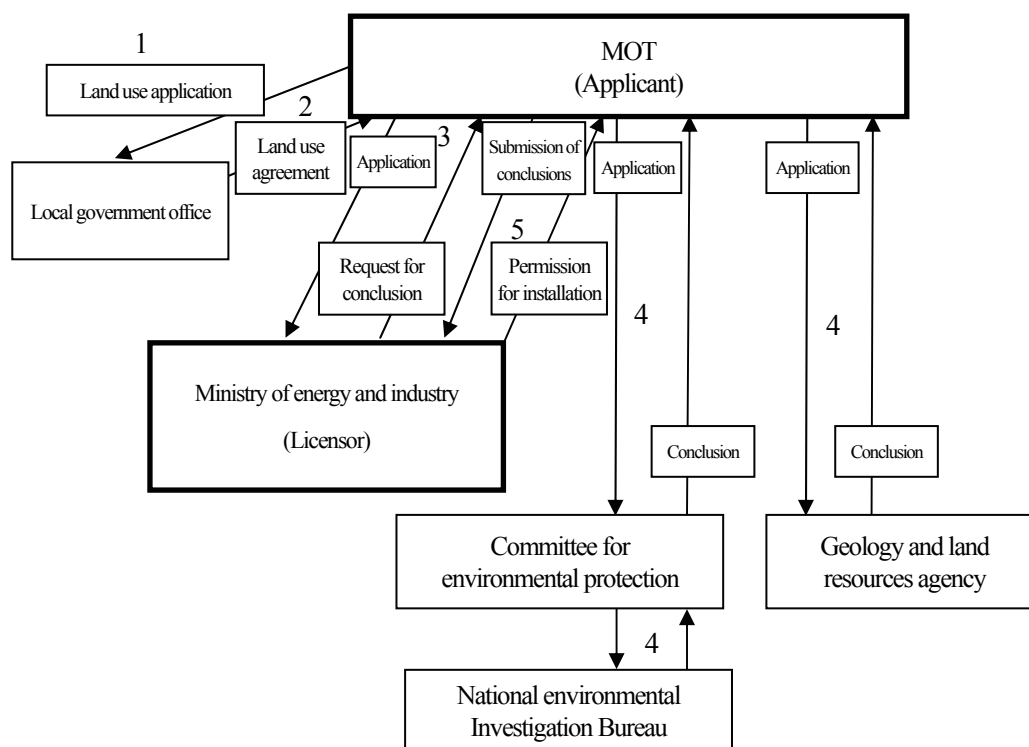 1
MOT
(Applicant)
Land use application
2
Land use
agreement
Application
3
Submission of
conclusions
Application
Application
Local government office
Request for
conclusion
5
Permission
for installation
4
4
Ministry of energy and industry
(Licensor)
Conclusion
Conclusion
Committee for
environmental protection
Geology and land
resources agency
4
National environmental
Investigation Bureau